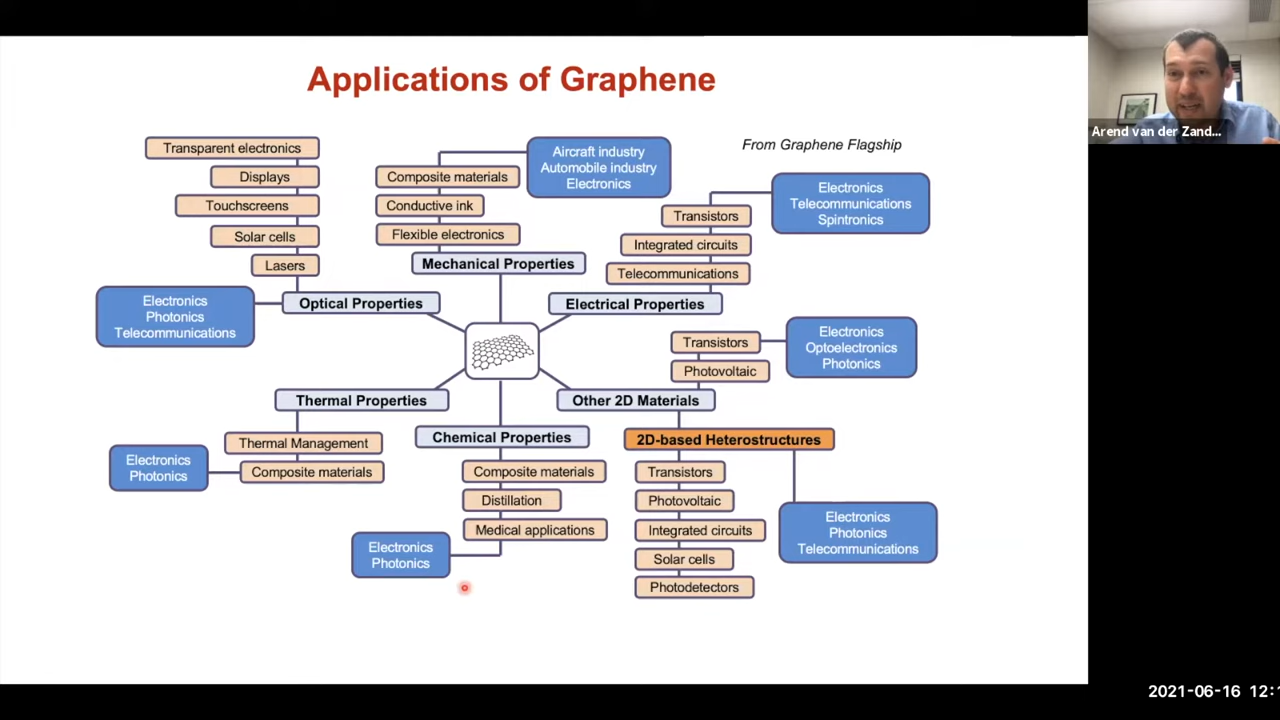 Applications of Graphene
From Graphene Flagship
Transparent electronics
Displays
Touchscreens
Solar cells
Lasers
Optical Properties
Electronics
Photonics
Telecommunications
Composite materials
Conductive ink
Flexible electronics
Mechanical Properties
Aircraft industry
Automobile industry
Electronics
Transistors
Integrated circuits
Telecommunications
Electrical Properties
Electronics
Telecommunications
Spintronics
Transistors
Photovoltaic
Other 2D Materials
Electronics
Optoelectronics
Photonics
Thermal Properties
Thermal Management
Composite materials
Electronics
Photonics
Chemical Properties
Composite materials
Distillation
Medical applications
Electronics
Photonics
2D-based Heterostructures
Transistors
Photovoltaic
Integrated circuits
Solar cells
Photodetectors
Electronics
Photonics
Telecommunications
Arend van der Zand...
2021-06-16 12: